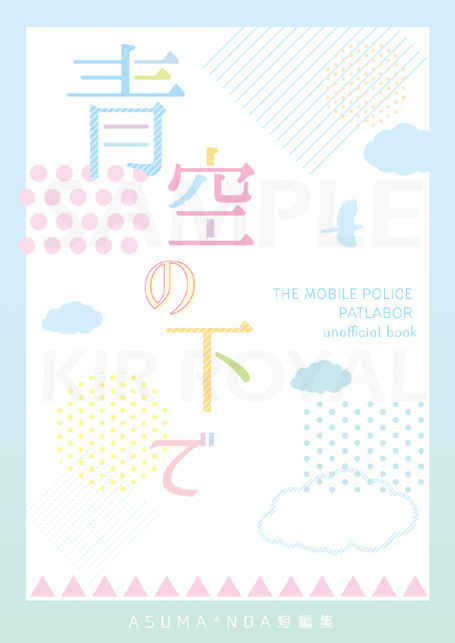 青空の下で
SAMPLE
THE MOBILE POLICE
PATLABOR
unofficial book
KIR ROYAL
ASUMA*NOA短編集